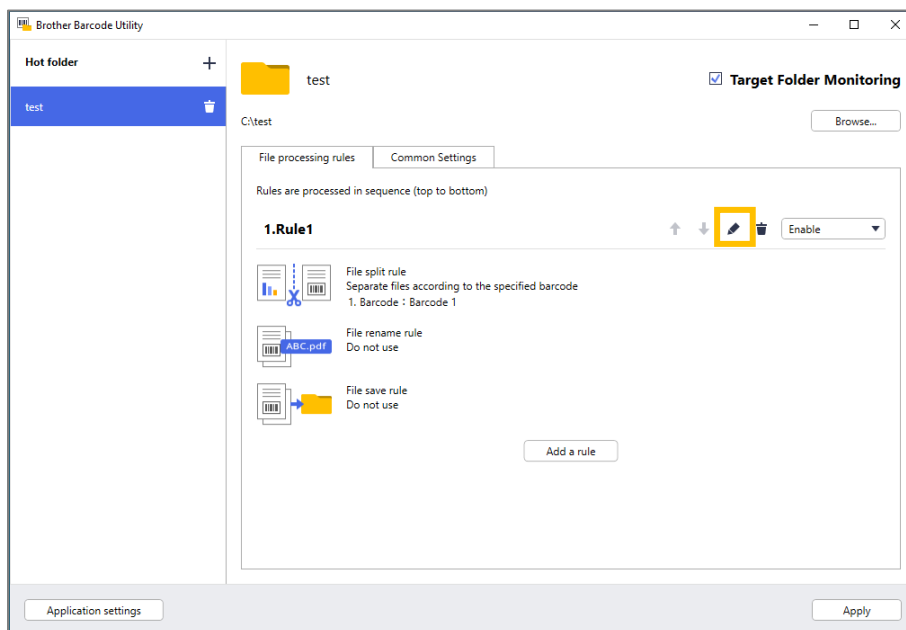 Brother Barcode Utility
Hot folder
test
test
Target Folder Monitoring
C:\test
Browse...
File processing rules
Common Settings
Rules are processed in sequence (top to bottom)
1.Rule1
Enable
File split rule
Separate files according to the specified barcode
1. Barcode : Barcode 1
File rename rule
ABC.pdf
Do not use
File save rule
Do not use
Add a rule
Application settings
Apply